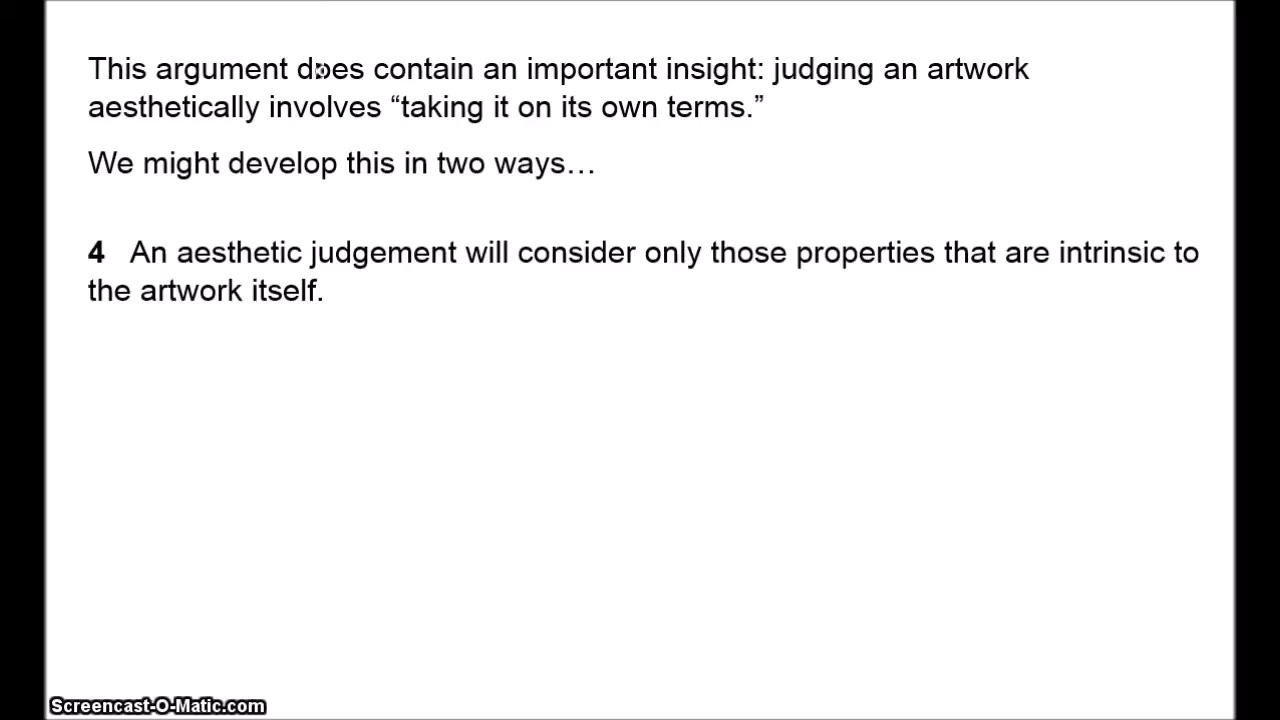 This argument does contain an important insight: judging an artwork
aesthetically involves “taking it on its own terms.”
We might develop this in two ways…
4 An aesthetic judgement will consider only those properties that are intrinsic to
the artwork itself.
Screencast-O-Matic.com